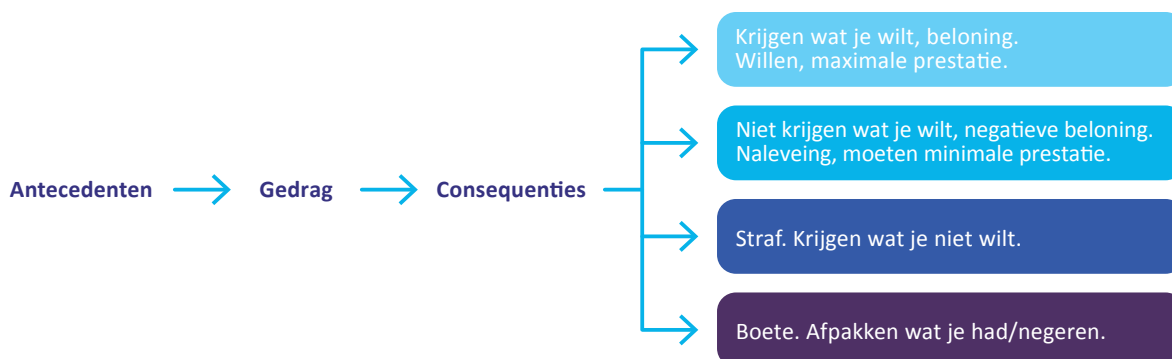 Krijgen wat je wilt, beloning.
Willen, maximale prestatie.
Niet krijgen wat je wilt, negatieve beloning.
Naleveing, moeten minimale prestatie.
Antecedenten
Gedrag
Consequenties
Straf. Krijgen wat je niet wilt.
Boete. Afpakken wat je had/negeren.